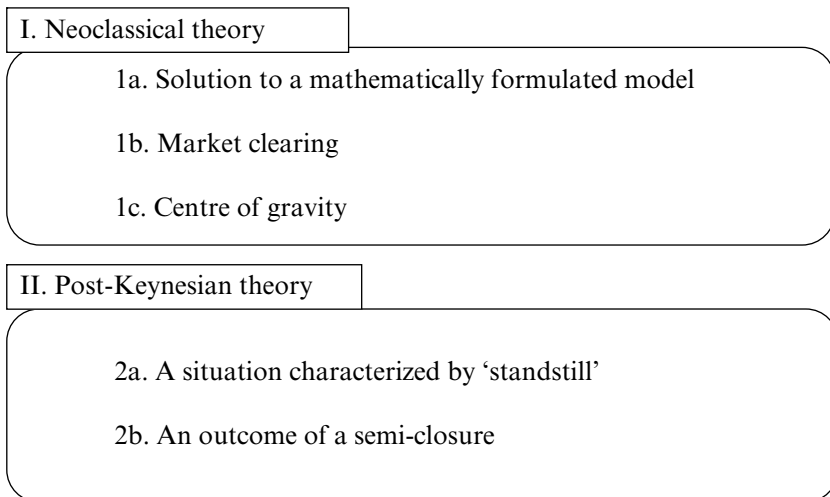 I. Neoclassical theory
1a. Solution to a mathematically formulated model
1b. Market clearing
1c. Centre of gravity
II. Post-Keynesian theory
2a. A situation characterized by ‘standstill’
2b. An outcome of a semi-closure